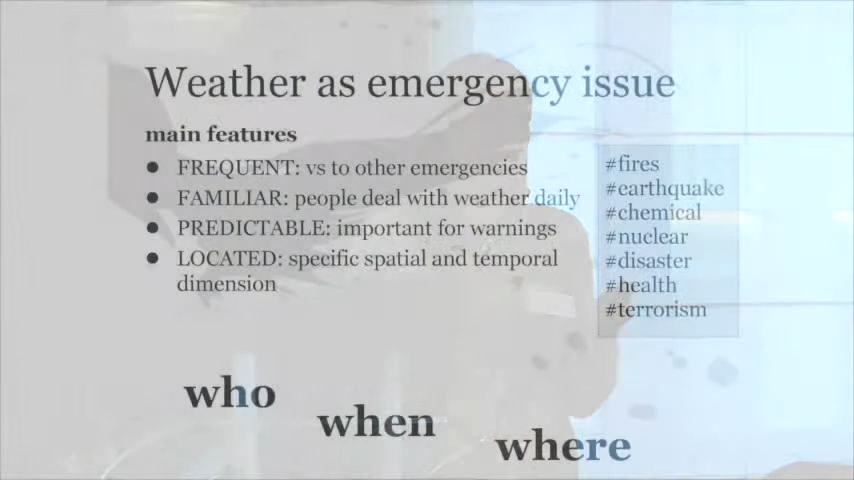 Weather as emergency issue
main features
● FREQUENT: vs to other emergencies
● FAMILIAR: people deal with weather daily
● PREDICTABLE: important for warnings
● LOCATED: specific spatial and temporal
dimension
#fires
#earthquake
#chemical
#nuclear
#disaster
#health
#terrorism
who
when
where